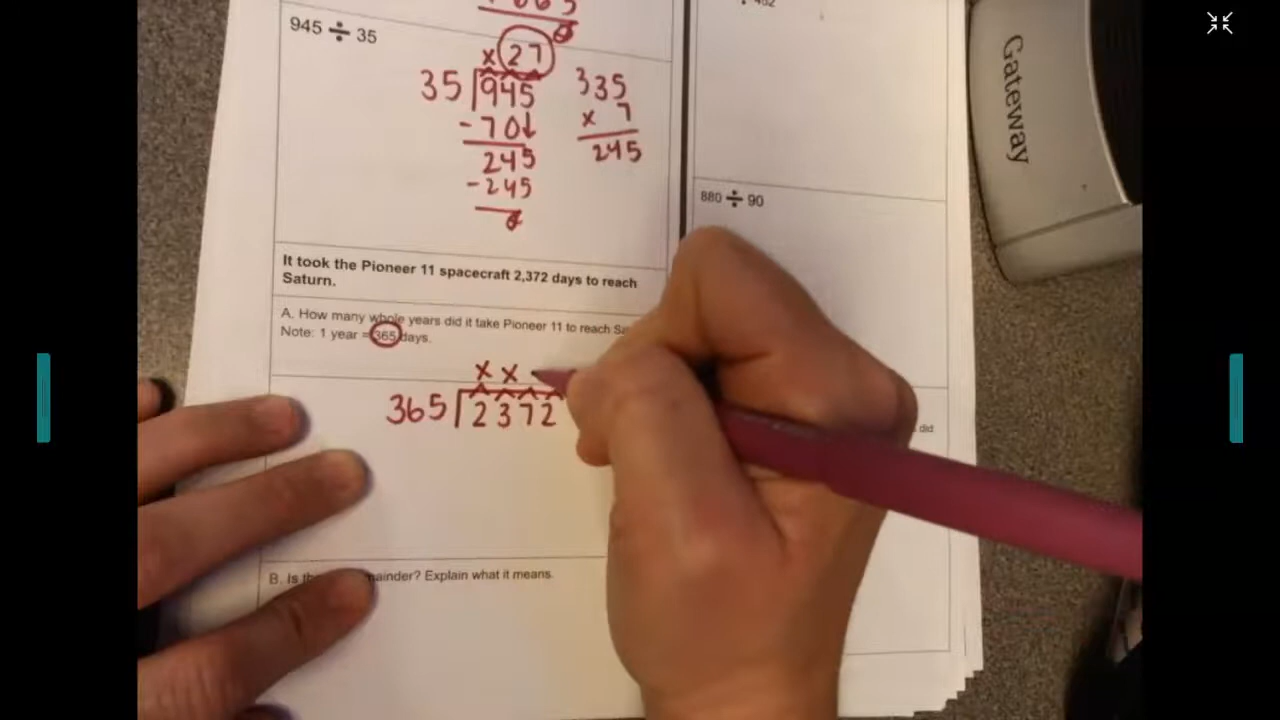 945 ÷ 35
x 27
35 945
- 70↓
245
- 245
0
335
x 7
245
It took the Pioneer 11 spacecraft 2,372 days to reach
Saturn.
A. How many whole years did it take Pioneer 11 to reach
Note: 1 year = 365 days.
x x
365 2372
B. Is remainder? Explain what it means.
880 ÷ 90
did
Gateway